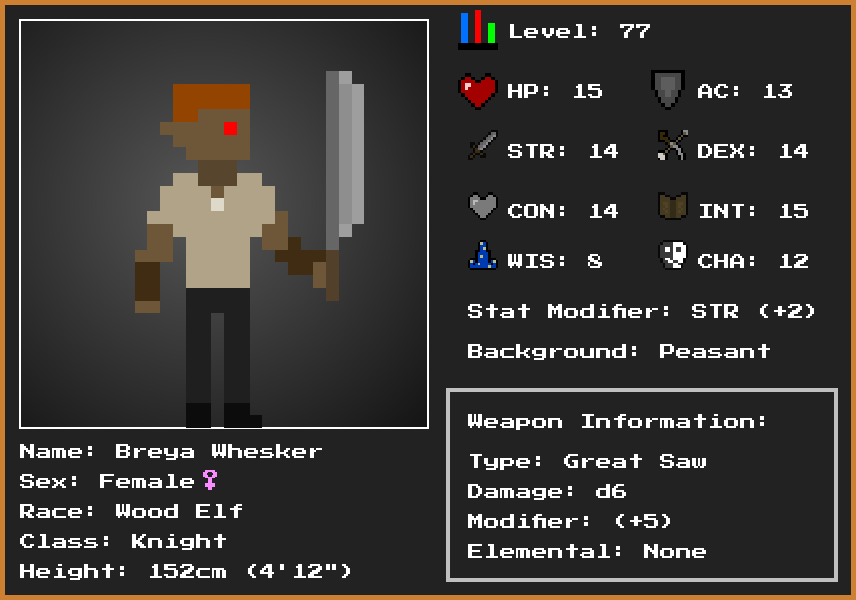 Level: 77
HP: 15 AC: 13
STR: 14 DEX: 14
CON: 14 INT: 15
WIS: 8 CHA: 12
Stat Modifier: STR (+2)
Background: Peasant
Weapon Information:
Type: Great Saw
Damage: d6
Modifier: (+5)
Elemental: None
Name: Breya Whesker
Sex: Female♀
Race: Wood Elf
Class: Knight
Height: 152cm (4'12")